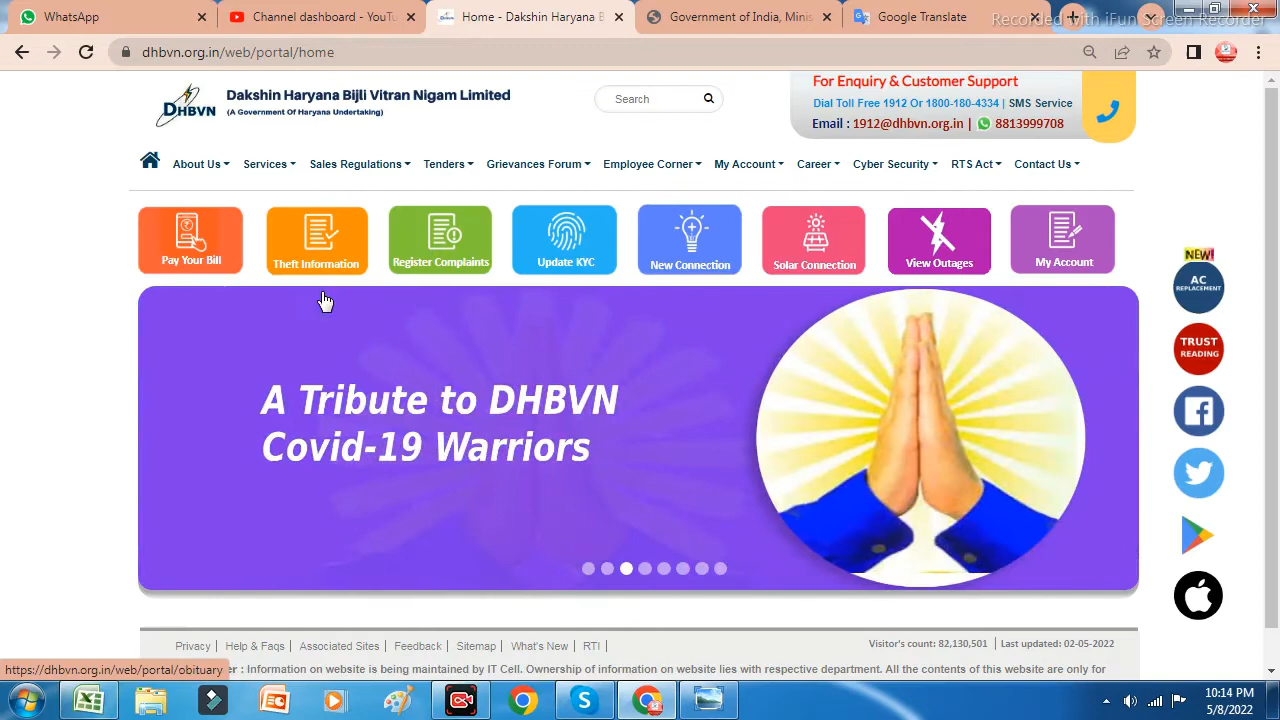 WhatsApp
Channel dashboard - YouTu
Home - Dakshin Haryana B
Government of India, Minis
Google Translate
Recorded with iFun Screen Recorder
dhbvn.org.in/web/portal/home
DHBVN
Dakshin Haryana Bijli Vitran Nigam Limited
(A Government Of Haryana Undertaking)
Search
For Enquiry & Customer Support
Dial Toll Free 1912 Or 1800-180-4334 | SMS Service
Email : 1912@dhbvn.org.in | 8813999708
About Us Services Sales Regulations Tenders Grievances Forum Employee Corner My Account Career Cyber Security RTS Act Contact Us
Pay Your Bill
Theft Information
Register Complaints
Update KYC
New Connection
Solar Connection
View Outages
My Account
NEW!
AC
REPLACEMENT
TRUST
READING
A Tribute to DHBVN
Covid-19 Warriors
Privacy | Help & Faqs | Associated Sites | Feedback | Sitemap | What's New | RTI |
Visitor's count: 82,130,501 | Last updated: 02-05-2022
https://dhbvn.org.in/web/portal/obituary
er : Information on website is being maintained by IT Cell. Ownership of information on website lies with respective department. All the contents of this website are only for
10:14 PM
5/8/2022